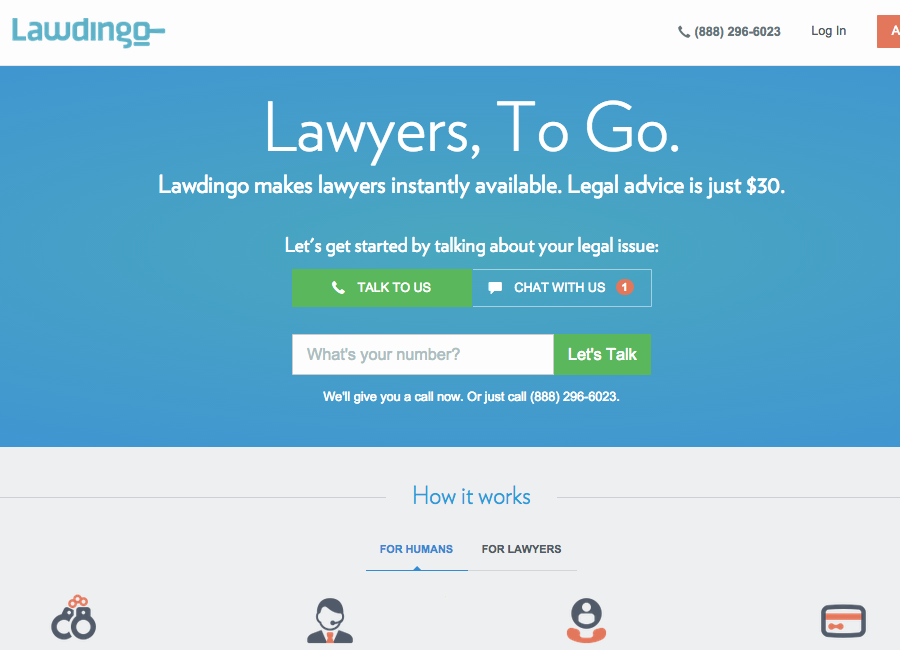 Lawdingo
(888) 296-6023
Log In
A
Lawyers, To Go.
Lawdingo makes lawyers instantly available. Legal advice is just $30.
Let's get started by talking about your legal issue:
TALK TO US
CHAT WITH US 1
What's your number?
Let's Talk
We'll give you a call now. Or just call (888) 296-6023.
How it works
FOR HUMANS
FOR LAWYERS